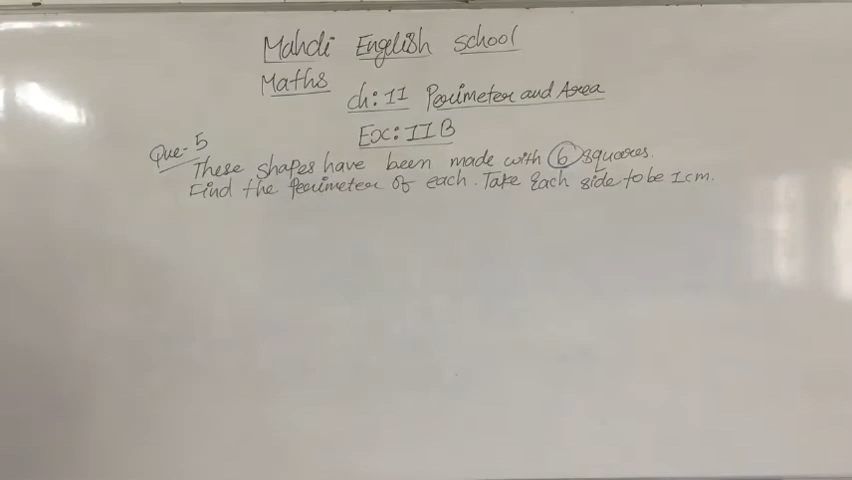 Mahdi English School
Maths
Ch: 11 Perimeter and Area
Ex: 11 B
Que-5
These shapes have been made with 6 squares.
Find the Perimeter of each. Take Each side to be 1cm.